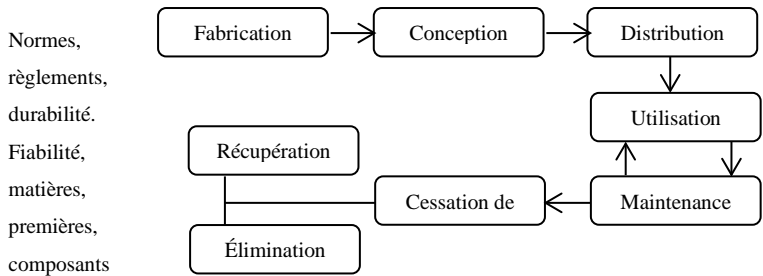 Normes,
règlements,
durabilité.
Fiabilité,
matières,
premières,
composants
Fabrication
Conception
Distribution
Utilisation
Maintenance
Cessation de
Récupération
Élimination